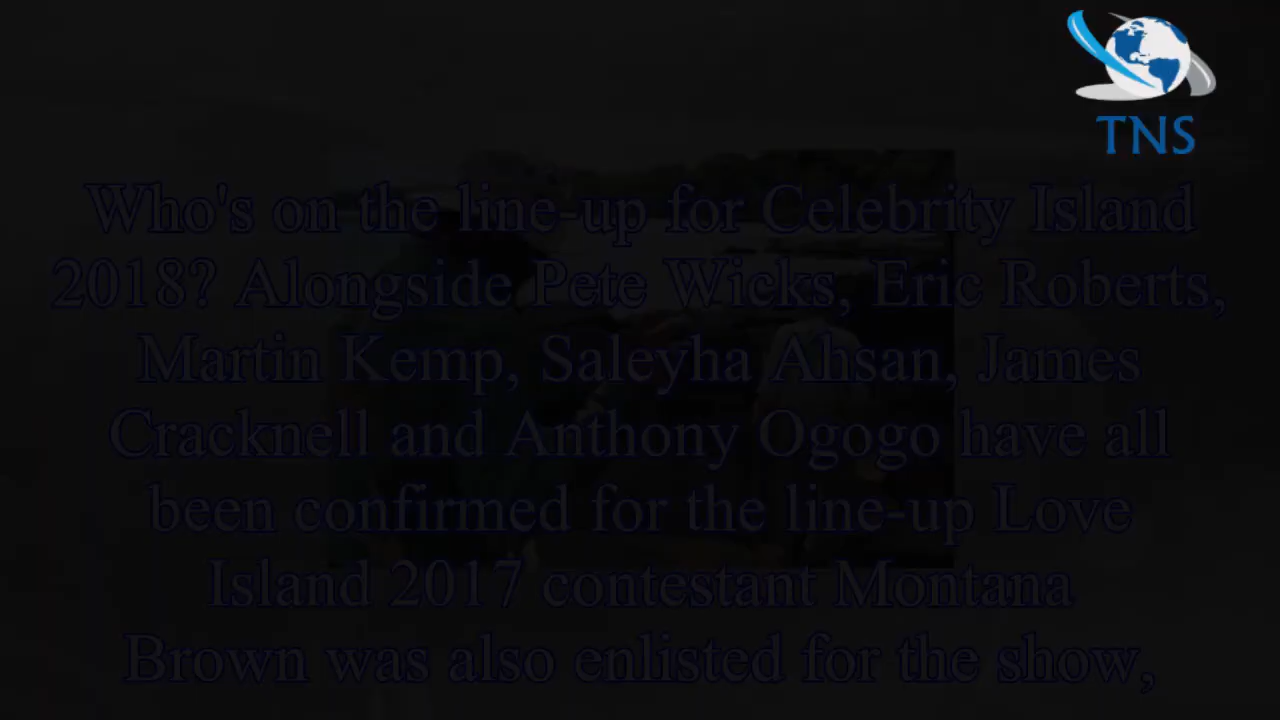 TNS
Who's on the line-up for Celebrity Island
2018? Alongside Pete Wicks, Eric Roberts,
Martin Kemp, Saleyha Ahsan, James
Cracknell and Anthony Ogogo have all
been confirmed for the line-up Love
Island 2017 contestant Montana
Brown was also enlisted for the show,